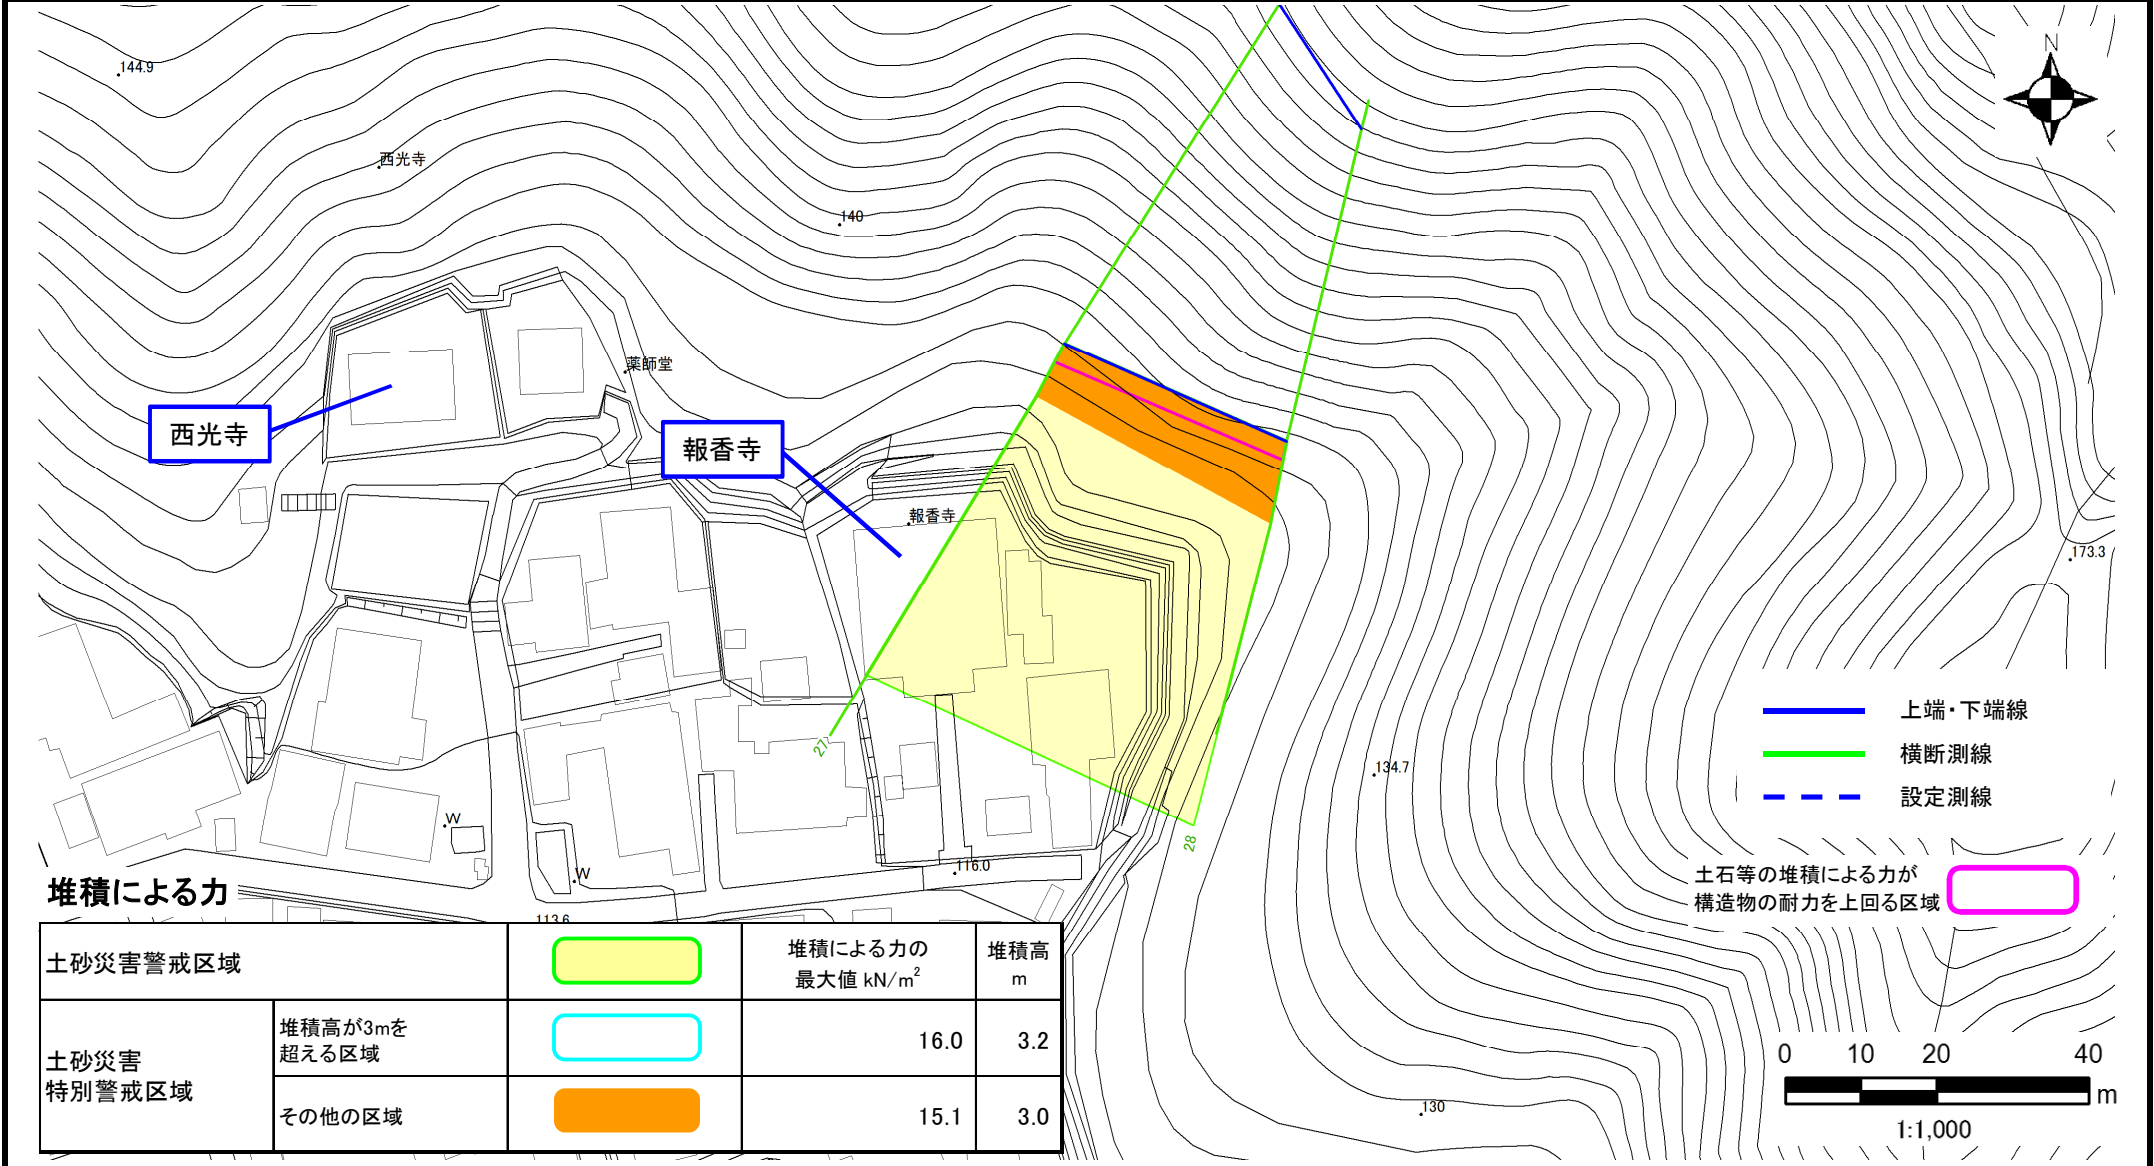 144.9
N
西光寺
140
薬師堂
西光寺
報香寺
報香寺
173.3
27
上端・下端線
横断測線
134.7
設定測線
W
28
W
116.0
土石等の堆積による力が
構造物の耐力を上回る区域
堆積による力
113.6
土砂災害警戒区域
堆積による力の
最大値 kN/m²
堆積高
m
土砂災害
特別警戒区域
堆積高が3mを
超える区域
16.0
3.2
その他の区域
15.1
3.0
0 10 20 40
m
1:1,000
130